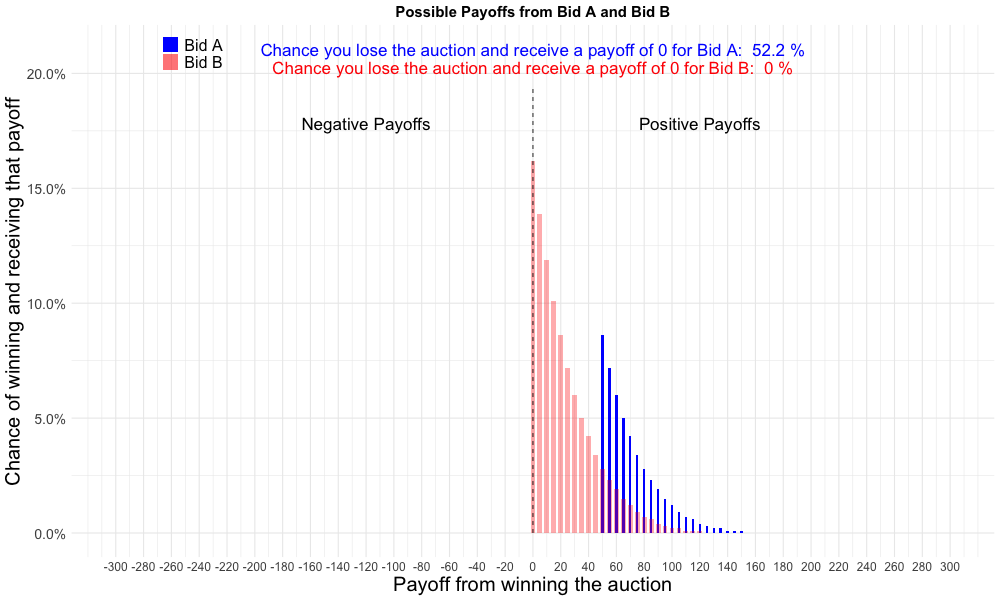 Possible Payoffs from Bid A and Bid B
Bid A
Bid B
Chance you lose the auction and receive a payoff of 0 for Bid A:  52.2 %
Chance you lose the auction and receive a payoff of 0 for Bid B:  0 %
Negative Payoffs
Positive Payoffs
Chance of winning and receiving that payoff
20.0%
15.0%
10.0%
5.0%
0.0%
-300 -280 -260 -240 -220 -200 -180 -160 -140 -120 -100 -80 -60 -40 -20 0 20 40 60 80 100 120 140 160 180 200 220 240 260 280 300
Payoff from winning the auction